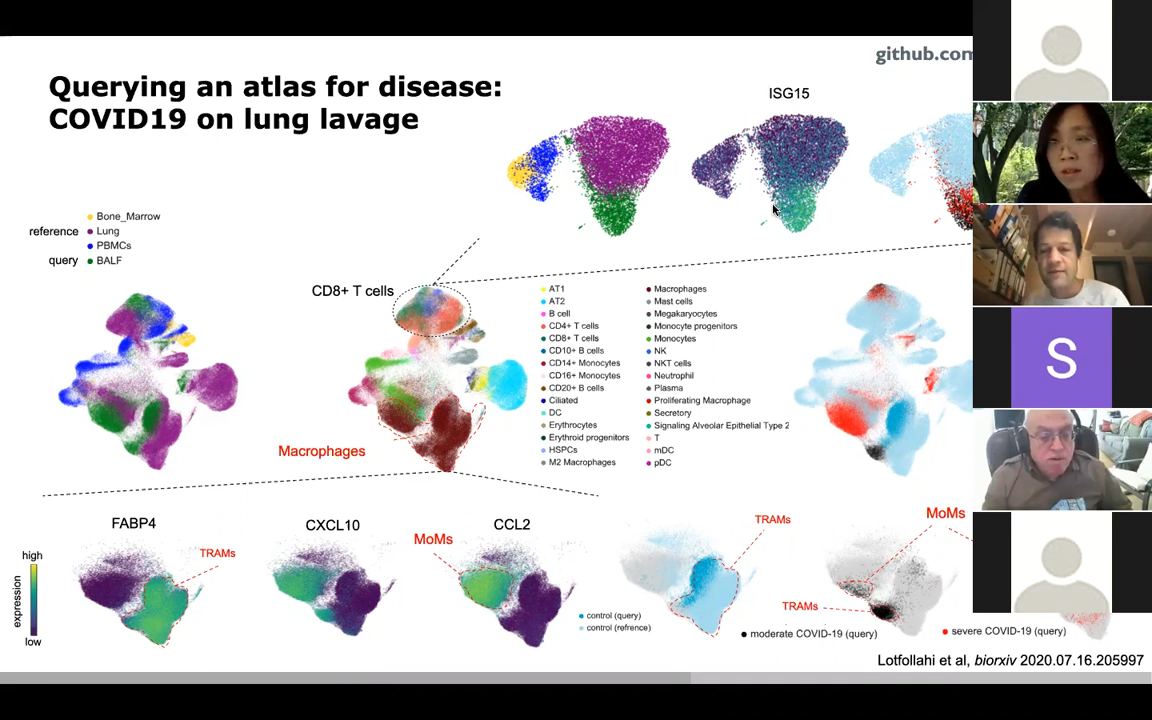 github.com
Querying an atlas for disease:
COVID19 on lung lavage
ISG15
Bone_Marrow
reference
Lung
PBMCs
query
BALF
CD8+ T cells
AT1
AT2
B cell
CD4+ T cells
CD8+ T cells
CD10+ B cells
CD14+ Monocytes
CD16+ Monocytes
CD20+ B cells
Ciliated
DC
Erythrocytes
Erythroid progenitors
HSPCs
M2 Macrophages
Macrophages
Mast cells
Megakaryocytes
Monocyte progenitors
Monocytes
NK
NKT cells
Neutrophil
Plasma
Proliferating Macrophage
Secretory
Signaling Alveolar Epithelial Type 2
T
mDC
pDC
Macrophages
S
FABP4
CXCL10
CCL2
TRAMs
MoMs
TRAMs
MoMs
TRAMs
high
expression
low
control (query)
control (refrence)
moderate COVID-19 (query)
severe COVID-19 (query)
Lotfollahi et al, biorxiv 2020.07.16.205997